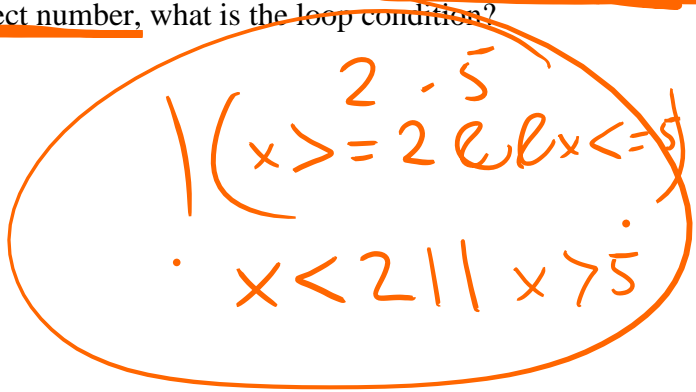 ect number, what is the loop condition?
2 - 5
!(x>=2 && x<=5)
x<2 || x>5